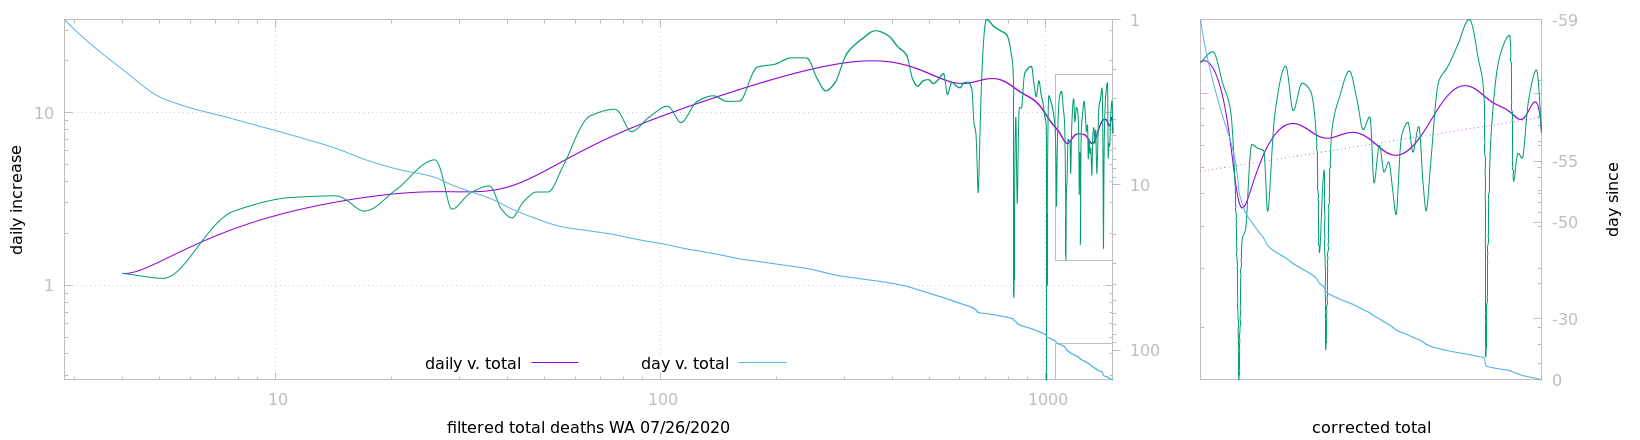 daily increase
10
1
daily v. total
day v. total
10
100
1000
filtered total deaths WA 07/26/2020
1
10
100
-59
-55
-50
-30
0
day since
corrected total